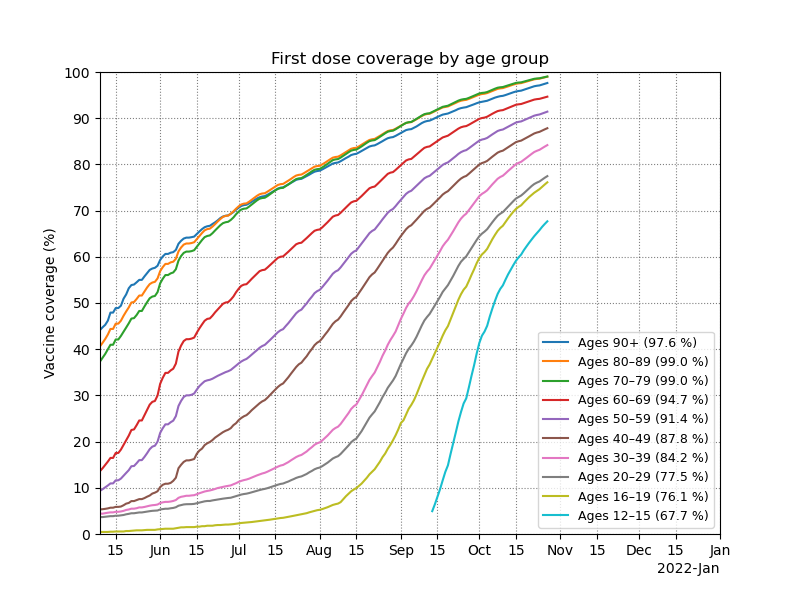 First dose coverage by age group
Vaccine coverage (%)
100
90
80
70
60
50
40
30
20
10
0
15 Jun 15 Jul 15 Aug 15 Sep 15 Oct 15 Nov 15 Dec 15 Jan
2022-Jan
Ages 90+ (97.6 %)
Ages 80–89 (99.0 %)
Ages 70–79 (99.0 %)
Ages 60–69 (94.7 %)
Ages 50–59 (91.4 %)
Ages 40–49 (87.8 %)
Ages 30–39 (84.2 %)
Ages 20–29 (77.5 %)
Ages 16–19 (76.1 %)
Ages 12–15 (67.7 %)